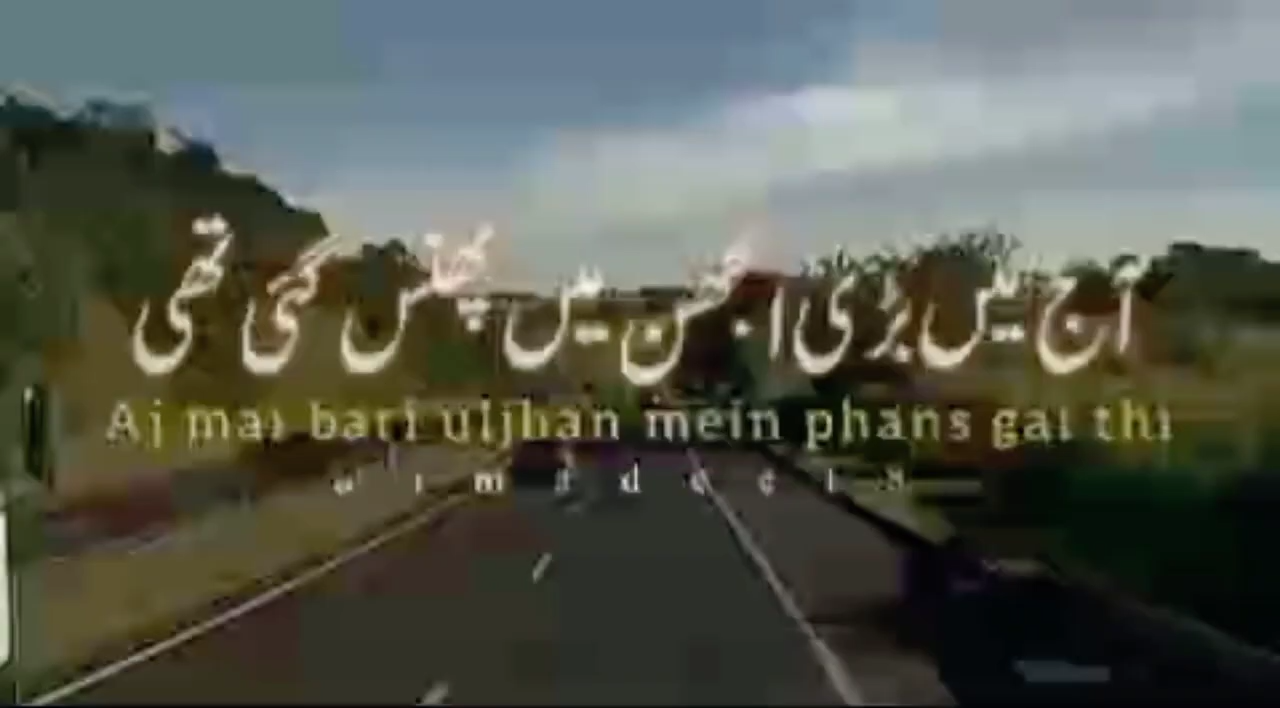 آج میں بڑی الجھن میں پھنس گئی تھی
Aj mai bari uljhan mein phans gai thi